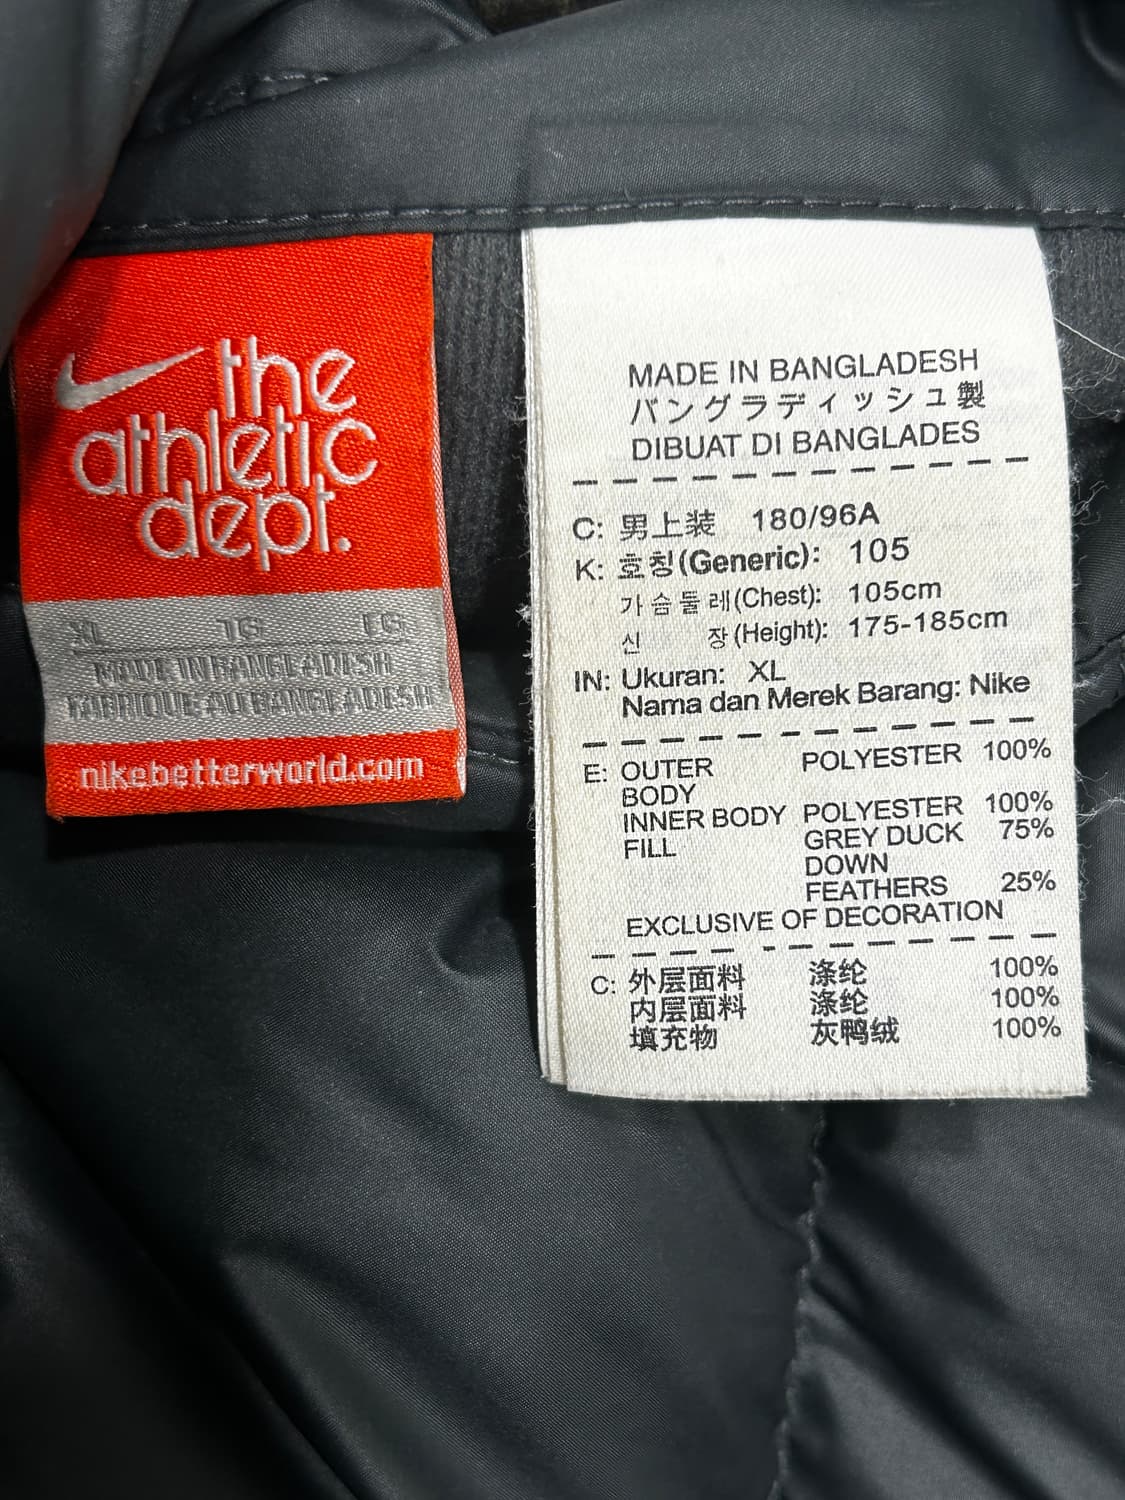 the
athletic
dept.
XL TG EG
MADE IN BANGLADESH
FABRIQUE AU BANGLADESH
nikebetterworld.com
MADE IN BANGLADESH
バングラディッシュ製
DIBUAT DI BANGLADES
C: 男上装 180/96A
K: 호칭(Generic): 105
가슴둘레(Chest): 105cm
신 장(Height): 175-185cm
IN: Ukuran: XL
Nama dan Merek Barang: Nike
E: OUTER POLYESTER 100%
BODY
INNER BODY POLYESTER 100%
FILL GREY DUCK 75%
DOWN
FEATHERS 25%
EXCLUSIVE OF DECORATION
C: 外层面料 涤纶 100%
内层面料 涤纶 100%
填充物 灰鸭绒 100%